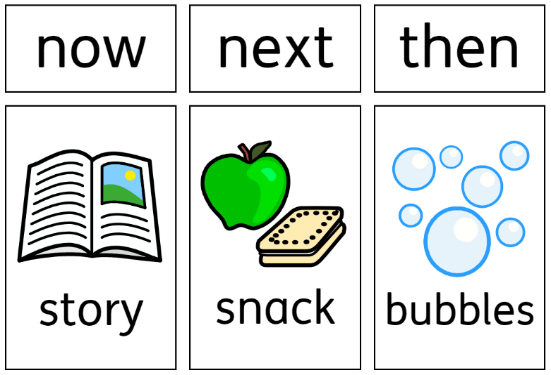 now
next
then
story
snack
bubbles